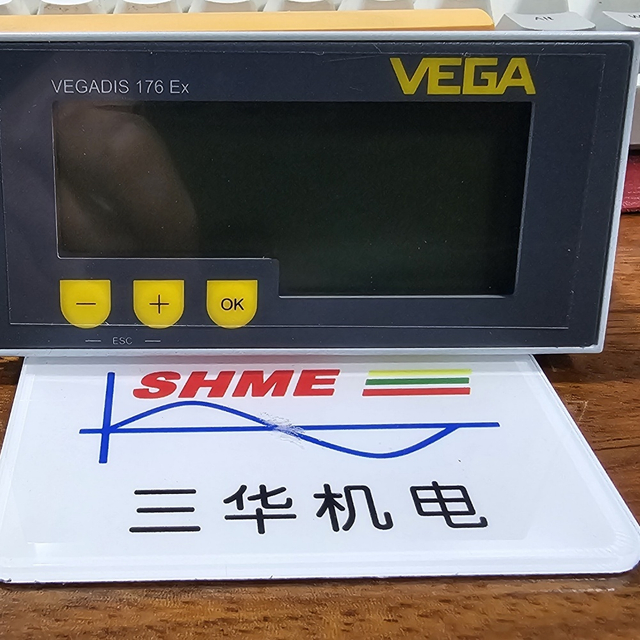 VEGADIS 176 Ex
VEGA
− + OK
ESC
SHME
三华机电